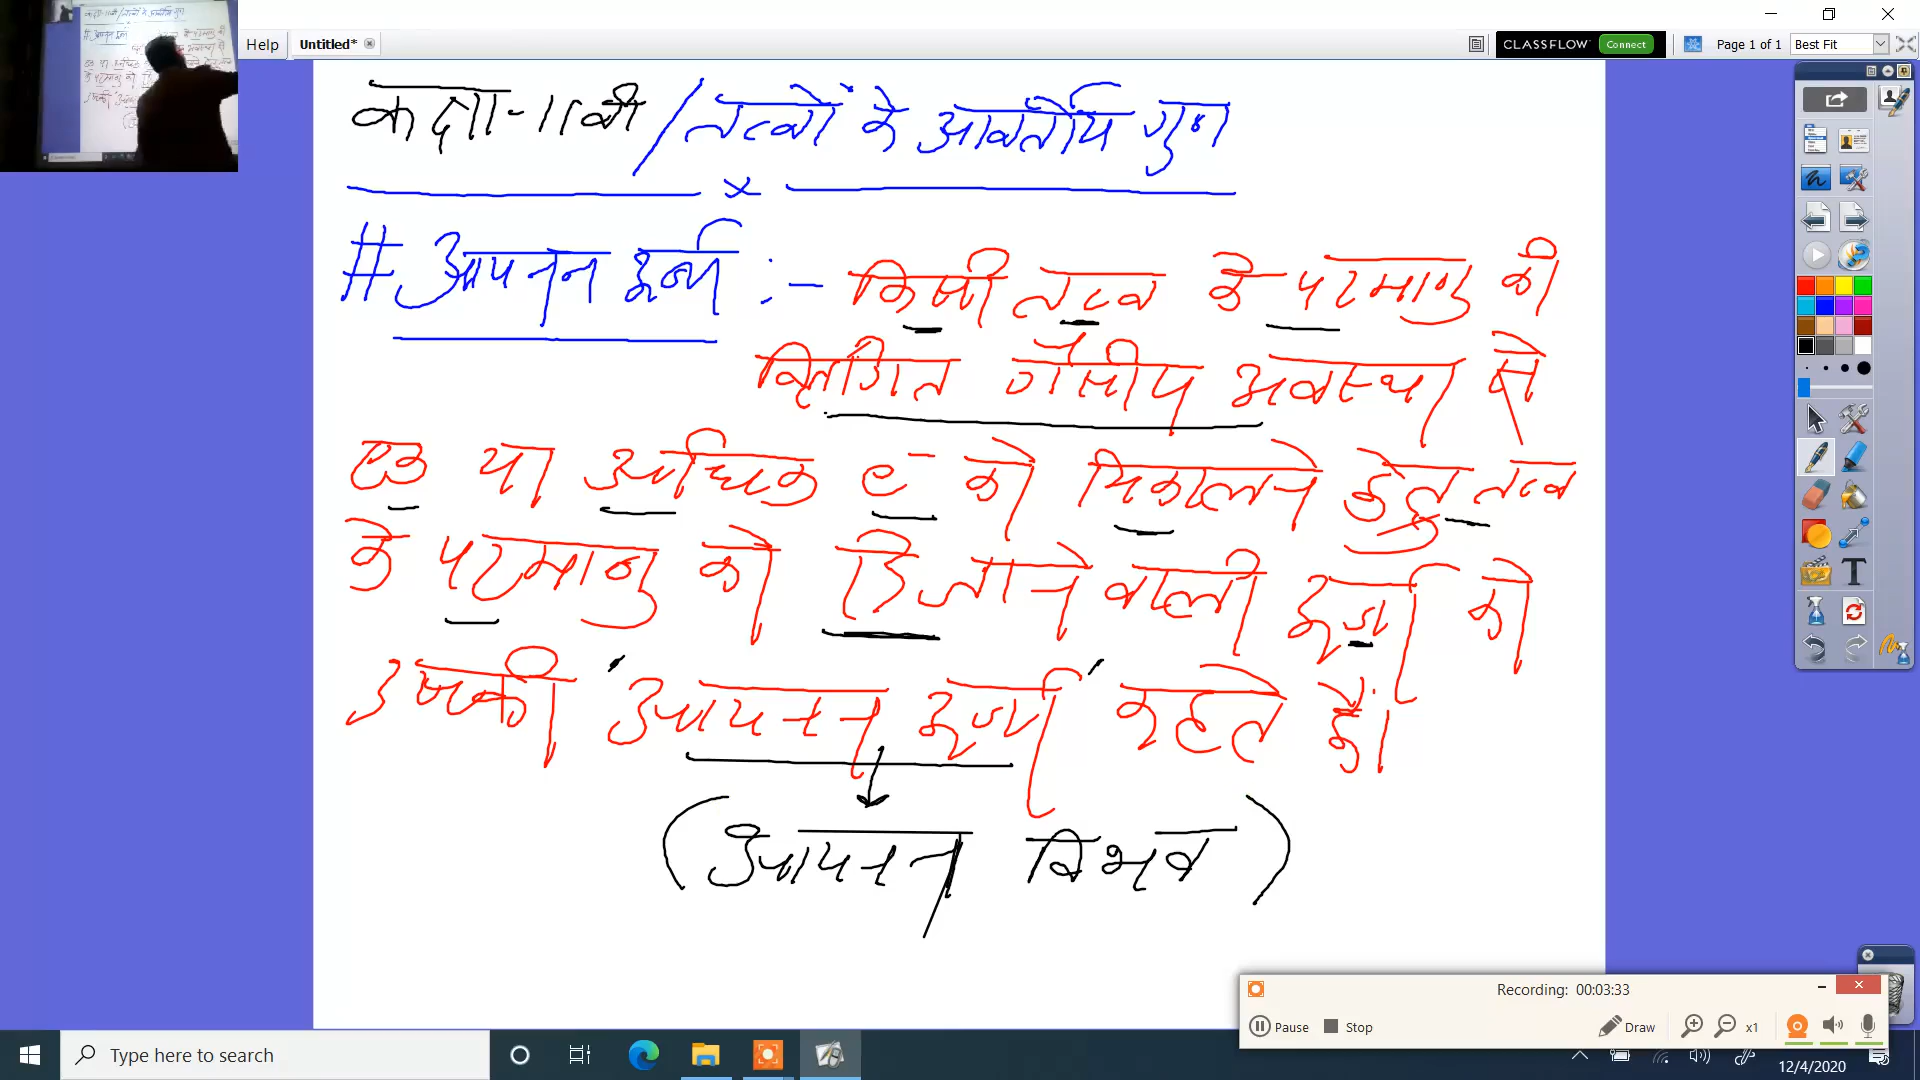 Help
Untitled*
CLASSFLOW Connect
Page 1 of 1
Best Fit
कक्षा-11वी / तत्वों के आवर्तीय गुण
# आयनन ऊर्जा :- किसी तत्व के परमाणु की
विलगित गैसीय अवस्था से
एक या अधिक e⁻ को निकालने हेतु तत्व
के परमाणु को दि जाने वाली ऊर्जा को
उसकी 'आयनन ऊर्जा' कहते है।
(आयनन विभव)
Recording: 00:03:33
Pause
Stop
Draw
x1
Type here to search
12/4/2020